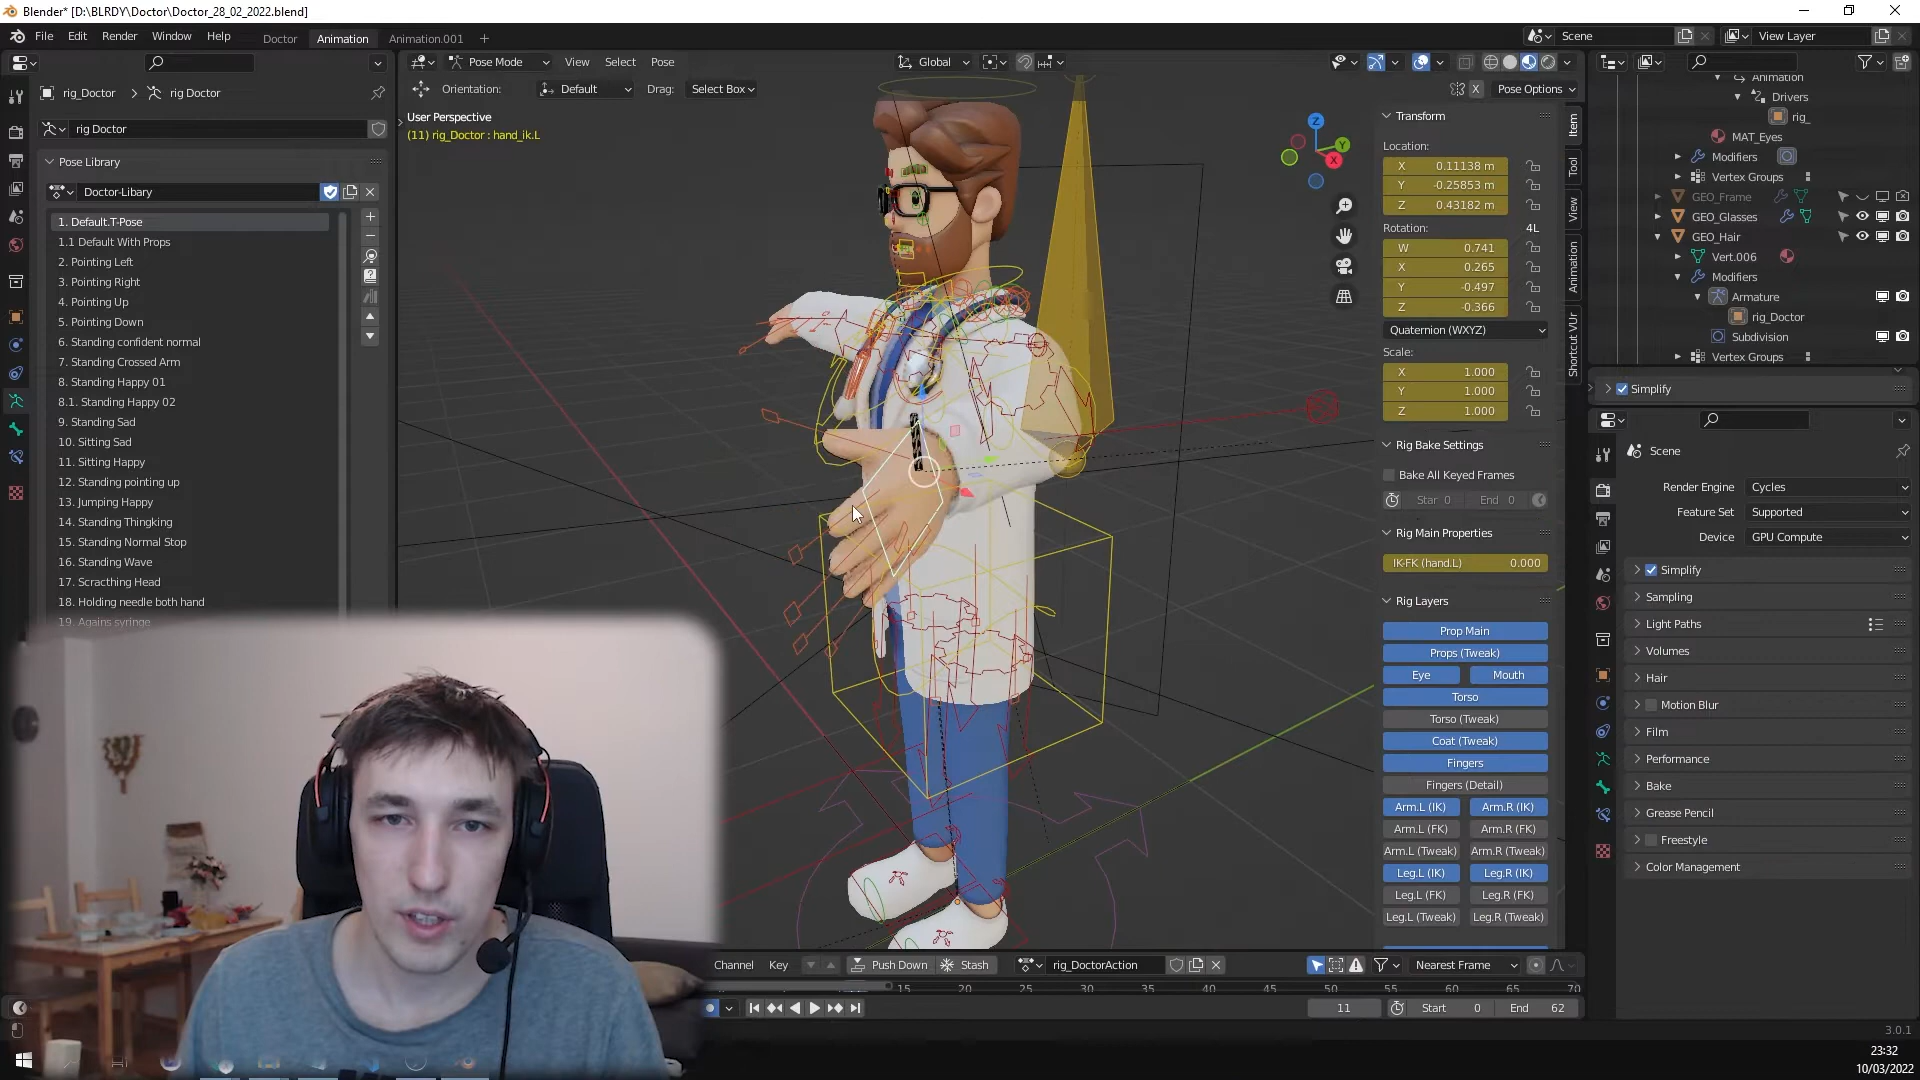 Blender* [D:\BLRDY\Doctor\Doctor_28_02_2022.blend]
File Edit Render Window Help Doctor Animation Animation.001 Scene View Layer
Pose Mode View Select Pose Global
rig_Doctor rig Doctor Orientation: Default Drag: Select Box X Pose Options
rig Doctor
Pose Library
Doctor-Libary
1. Default.T-Pose
1.1 Default With Props
2. Pointing Left
3. Pointing Right
4. Pointing Up
5. Pointing Down
6. Standing confident normal
7. Standing Crossed Arm
8. Standing Happy 01
8.1. Standing Happy 02
9. Standing Sad
10. Sitting Sad
11. Sitting Happy
12. Standing pointing up
13. Jumping Happy
14. Standing Thingking
15. Standing Normal Stop
16. Standing Wave
17. Scracthing Head
18. Holding needle both hand
19. Agains syringe
User Perspective
(11) rig_Doctor : hand_ik.L
Z
Y
X
Transform
Location:
X 0.11138 m
Y -0.25853 m
Z 0.43182 m
Rotation: 4L
W 0.741
X 0.265
Y -0.497
Z -0.366
Quaternion (WXYZ)
Scale:
X 1.000
Y 1.000
Z 1.000
Rig Bake Settings
Bake All Keyed Frames
Star 0 End 0
Rig Main Properties
IK-FK (hand.L) 0.000
Rig Layers
Prop Main
Props (Tweak)
Eye Mouth
Torso
Torso (Tweak)
Coat (Tweak)
Fingers
Fingers (Detail)
Arm.L (IK) Arm.R (IK)
Arm.L (FK) Arm.R (FK)
Arm.L (Tweak) Arm.R (Tweak)
Leg.L (IK) Leg.R (IK)
Leg.L (FK) Leg.R (FK)
Leg.L (Tweak) Leg.R (Tweak)
Item
Tool
View
Animation
Shortcut VUr
Animation
Drivers
rig_
MAT_Eyes
Modifiers
Vertex Groups
GEO_Frame
GEO_Glasses
GEO_Hair
Vert.006
Modifiers
Armature
rig_Doctor
Subdivision
Vertex Groups
Simplify
Scene
Render Engine Cycles
Feature Set Supported
Device GPU Compute
Simplify
Sampling
Light Paths
Volumes
Hair
Motion Blur
Film
Performance
Bake
Grease Pencil
Freestyle
Color Management
Channel Key Push Down Stash rig_DoctorAction Nearest Frame
15 20 25 30 35 40 45 50 55 60 65 70
11 Start 0 End 62
3.0.1
23:32
10/03/2022